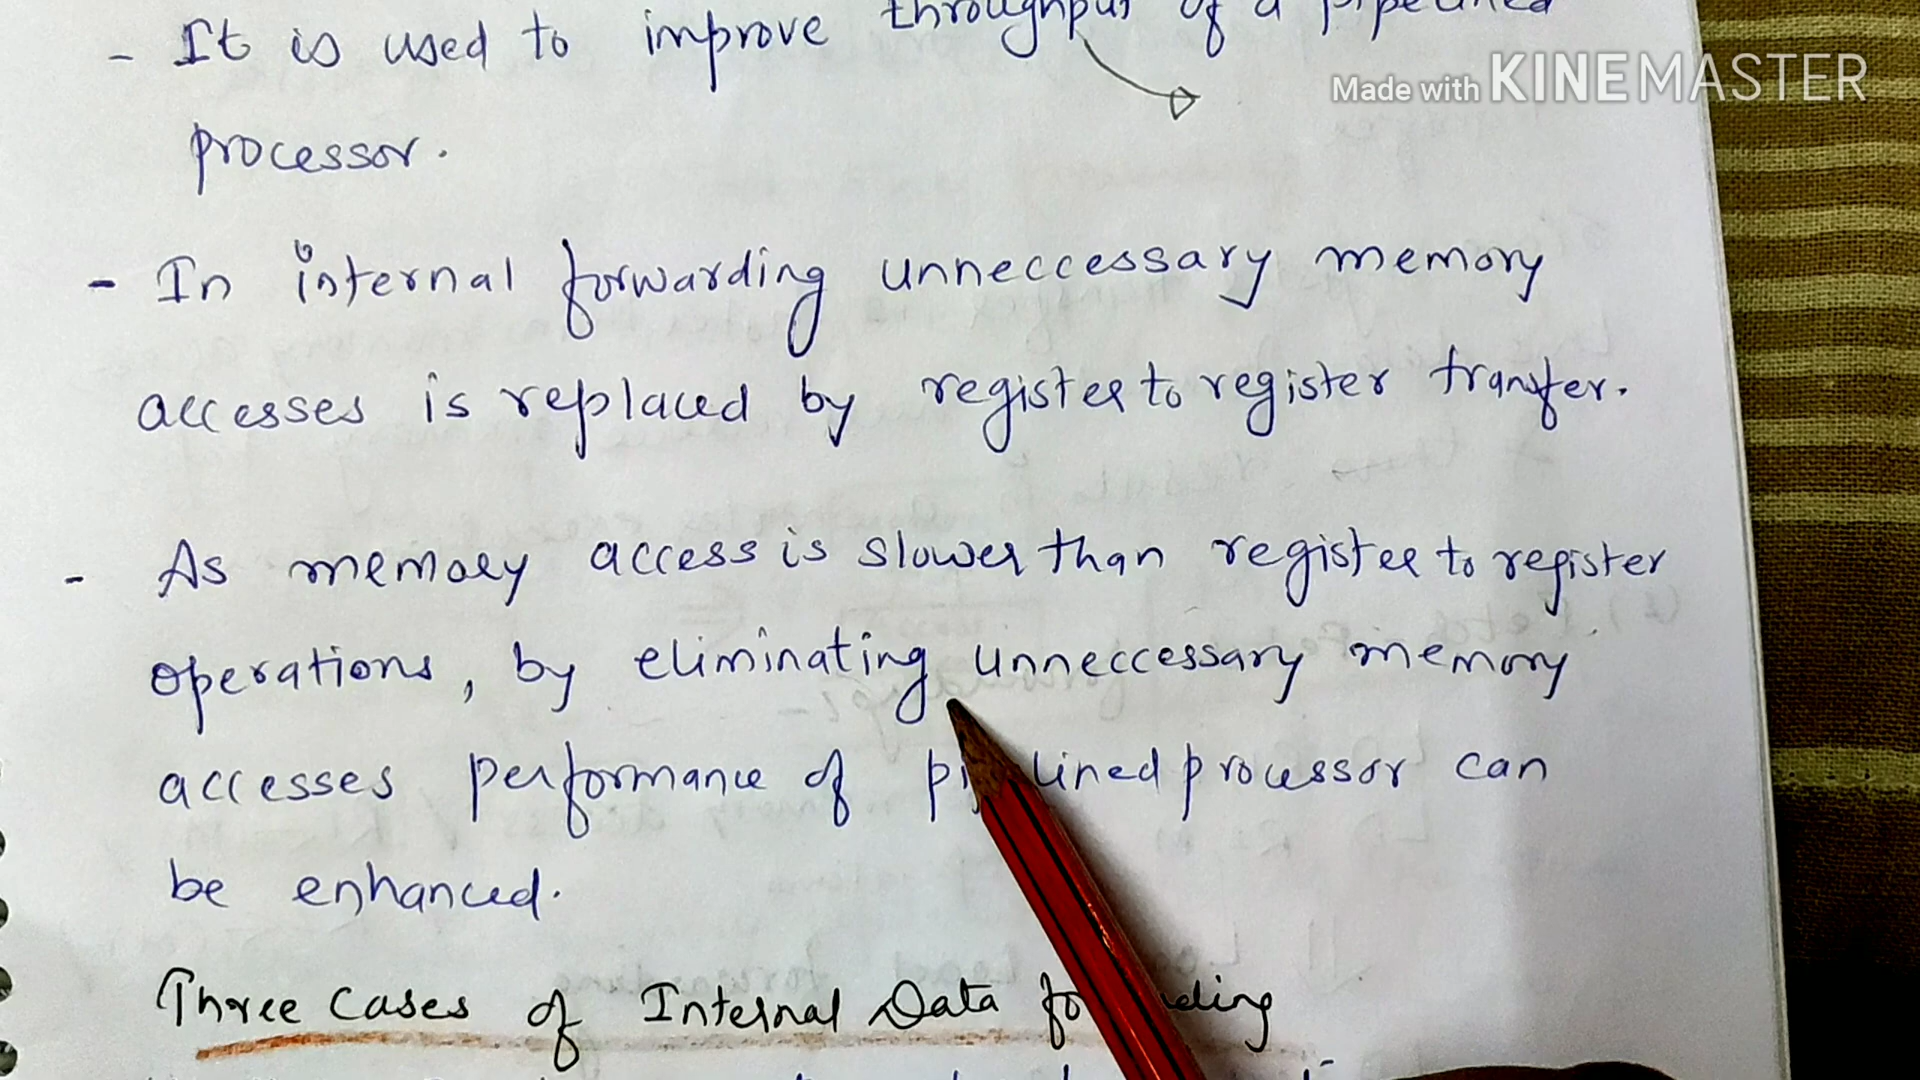 - It is used to improve throughput of a pipelined
Made with KINEMASTER
processor.
- In internal forwarding unneccessary memory
accesses is replaced by register to register transfer.
- As memory access is slower than register to register
operations, by eliminating unneccessary memory
accesses performance of processor can
be enhanced.
Three Cases of Internal Data